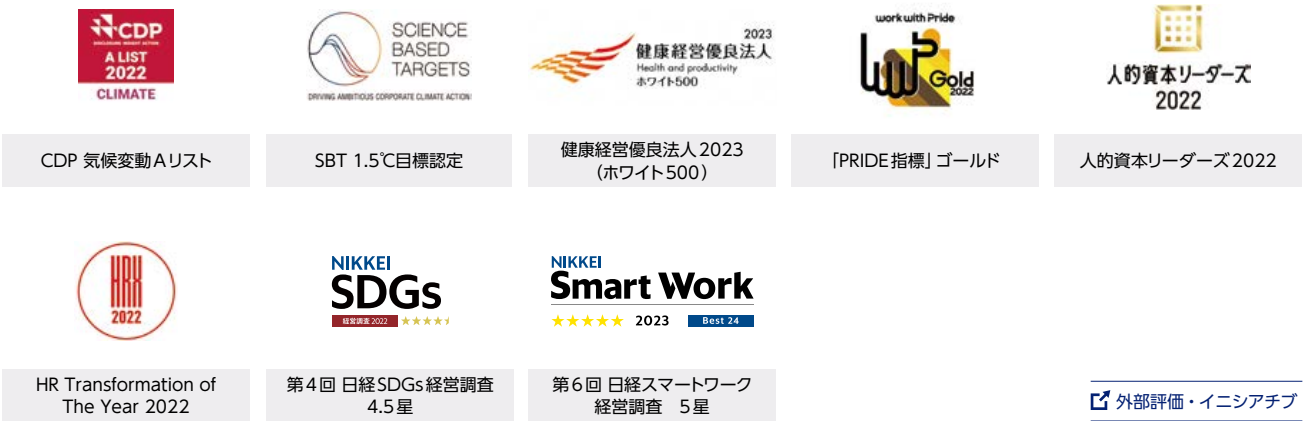 CDP
DISCLOSURE INSIGHT ACTION
A LIST
2022
CLIMATE
SCIENCE
BASED
TARGETS
DRIVING AMBITIOUS CORPORATE CLIMATE ACTION
2023
健康経営優良法人
Health and productivity
ホワイト500
work with Pride
Gold
2022
人的資本リーダーズ
2022
CDP 気候変動Aリスト
SBT 1.5℃目標認定
健康経営優良法人2023
(ホワイト500)
「PRIDE指標」ゴールド
人的資本リーダーズ2022
HRX
2022
NIKKEI
SDGs
経営調査 2022 ★★★★
NIKKEI
Smart Work
★★★★★ 2023 Best 24
HR Transformation of
The Year 2022
第4回 日経SDGs経営調査
4.5星
第6回 日経スマートワーク
経営調査 5星
外部評価・イニシアチブ